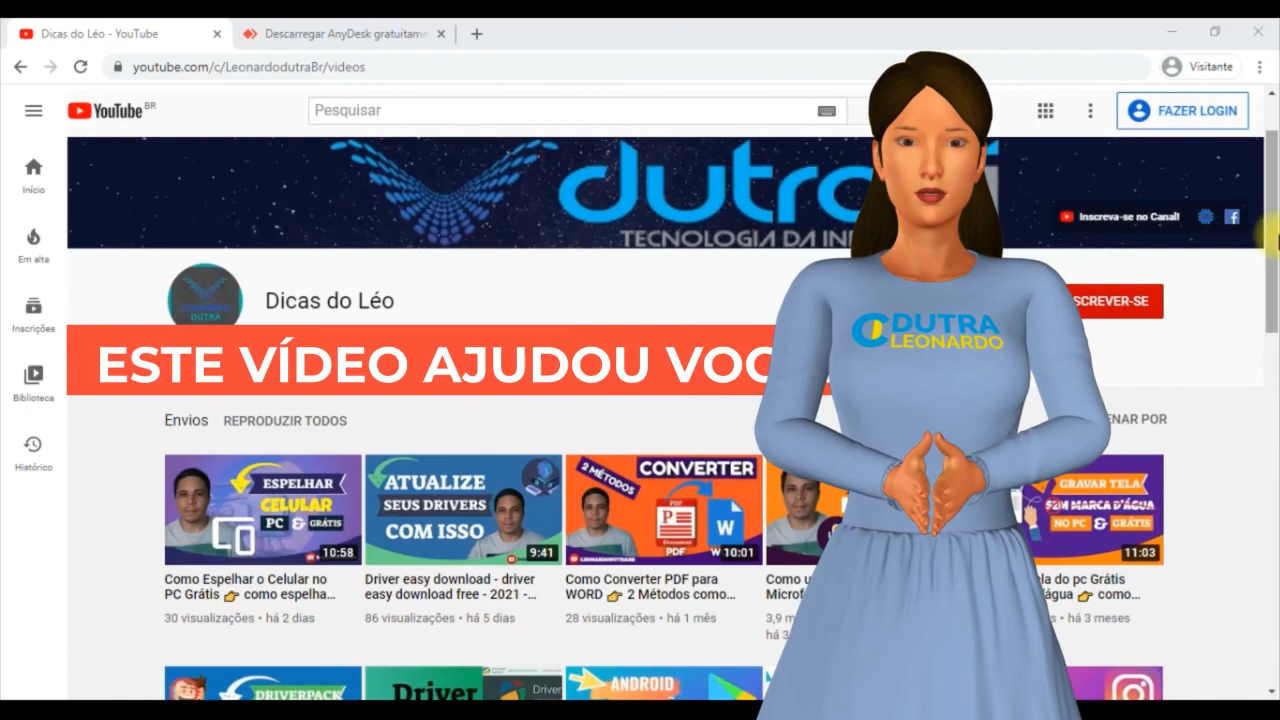 Dicas do Léo - YouTube
Descarregar AnyDesk gratuitame
youtube.com/c/LeonardodutraBr/videos
Visitante
YouTube BR
Pesquisar
FAZER LOGIN
Início
Em alta
Inscrições
Biblioteca
Histórico
dutra
TECNOLOGIA DA IN
Inscreva-se no Canal!
DUTRA
Dicas do Léo
SCREVER-SE
ESTE VÍDEO AJUDOU VOC
DUTRA
LEONARDO
Envios
REPRODUZIR TODOS
ENAR POR
ESPELHAR
CELULAR
PC & GRÁTIS
10:58
ATUALIZE
SEUS DRIVERS
COM ISSO
9:41
2 MÉTODOS
CONVERTER
PDF
W
PDF
W
10:01
GRAVAR TELA
SEM MARCA D'ÁGUA
NO PC & GRÁTIS
11:03
Como Espelhar o Celular no
PC Grátis 👉 como espelha...
30 visualizações • há 2 dias
Driver easy download - driver
easy download free - 2021 -...
86 visualizações • há 5 dias
Como Converter PDF para
WORD 👉 2 Métodos como...
28 visualizações • há 1 mês
Como u
Microf
3,9 m
há 3
ela do pc Grátis
água 👉 como...
há 3 meses
DRIVERPACK
Driver
Driver
ANDROID